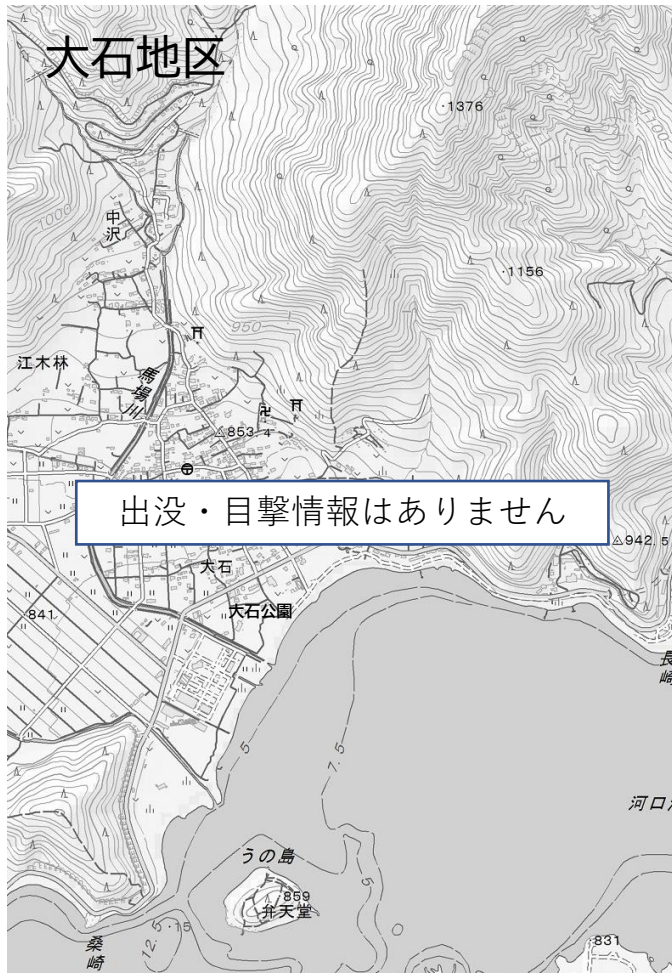 大石地区
1376
中沢
1000
1156
950
江木林
馬場川
853.4
出没・目撃情報はありません
942.5
大石
大石公園
841
長崎
5
7.5
河口
うの島
5
859
弁天堂
12.5
15
桑崎
831